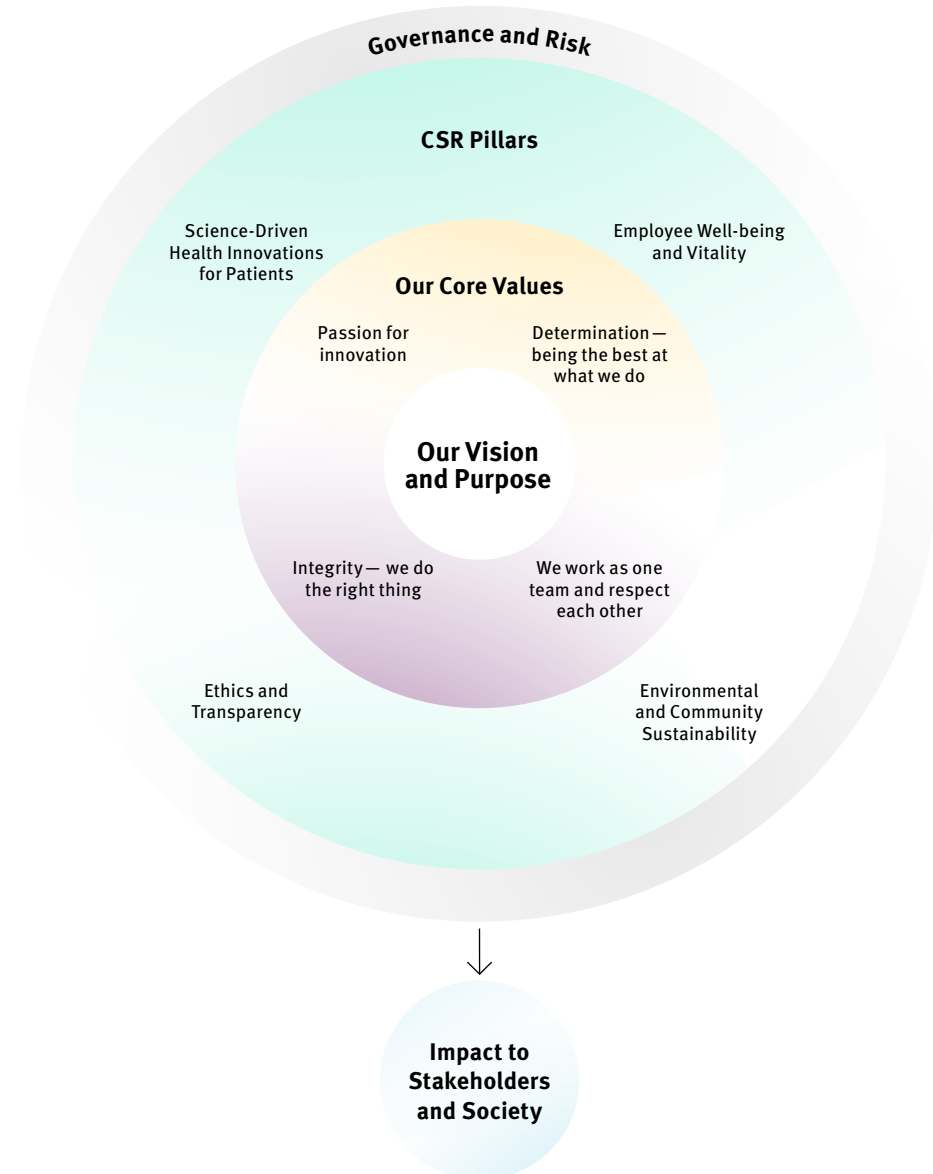 Governance and Risk
CSR Pillars
Science-Driven
Health Innovations
for Patients
Employee Well-being
and Vitality
Our Core Values
Passion for
innovation
Determination —
being the best at
what we do
Our Vision
and Purpose
Integrity — we do
the right thing
We work as one
team and respect
each other
Ethics and
Transparency
Environmental
and Community
Sustainability
Impact to
Stakeholders
and Society